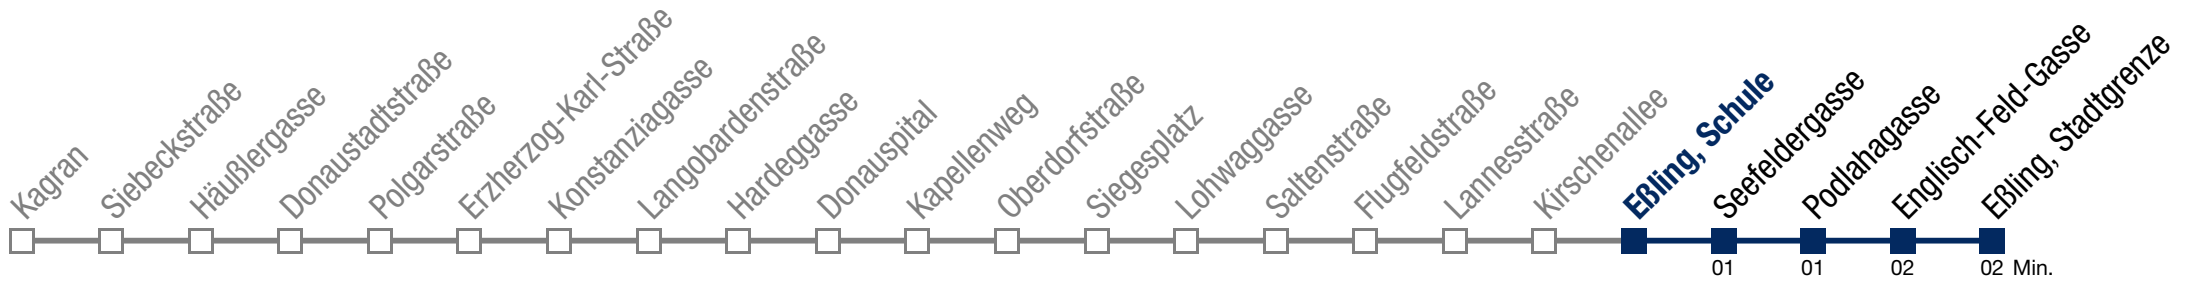 Kagran
Siebeckstraße
Häußlergasse
Donaustadtstraße
Polgarstraße
Erzherzog-Karl-Straße
Konstanziagasse
Langobardenstraße
Hardeggasse
Donauspital
Kapellenweg
Oberdorfstraße
Siegesplatz
Lohwaggasse
Saltenstraße
Flugfeldstraße
Lannesstraße
Kirschenallee
Eßling, Schule
Seefeldergasse
Podlahagasse
Englisch-Feld-Gasse
Eßling, Stadtgrenze
01 01 02 02 Min.